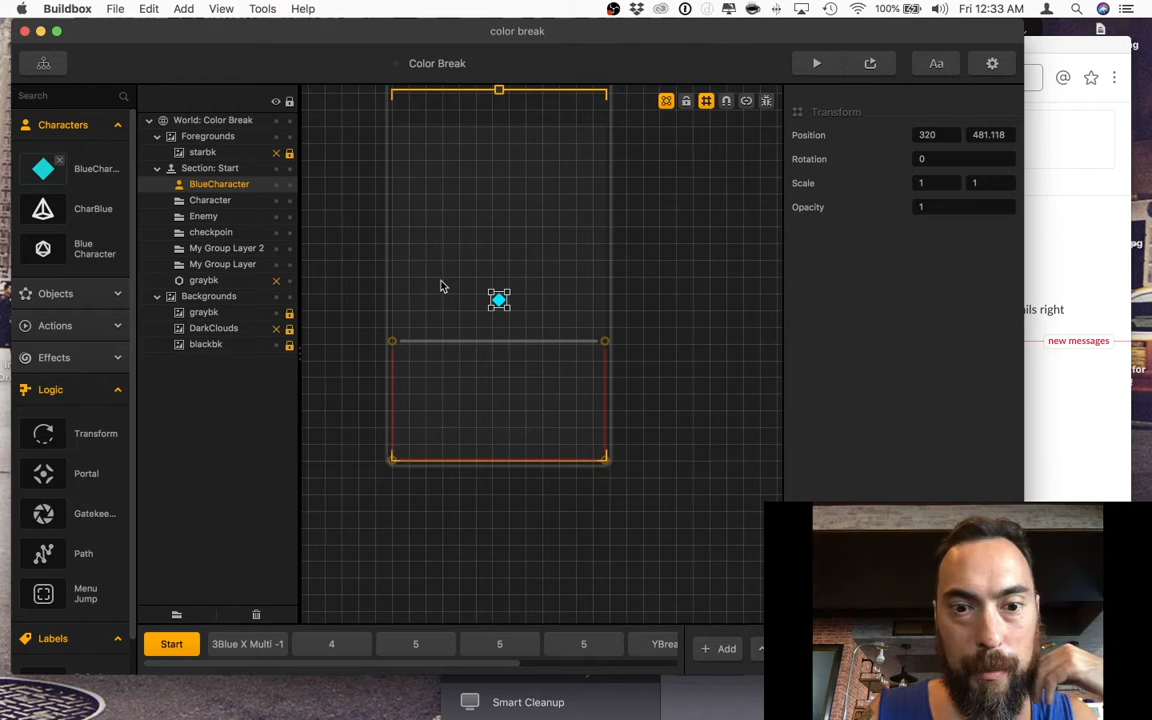 Buildbox File Edit Add View Tools Help
100% Fri 12:33 AM
color break
Color Break
Aa
Search
Characters
BlueChar...
CharBlue
Blue
Character
Objects
Actions
Effects
Logic
Transform
Portal
Gatekee...
Path
Menu
Jump
Labels
World: Color Break
Foregrounds
starbk
Section: Start
BlueCharacter
Character
Enemy
checkpoin
My Group Layer 2
My Group Layer
graybk
Backgrounds
graybk
DarkClouds
blackbk
Transform
Position 320 481.118
Rotation 0
Scale 1 1
Opacity 1
Start 3Blue X Multi -1 4 5 5 5 YBrea
+ Add
Smart Cleanup
ails right
new messages
for